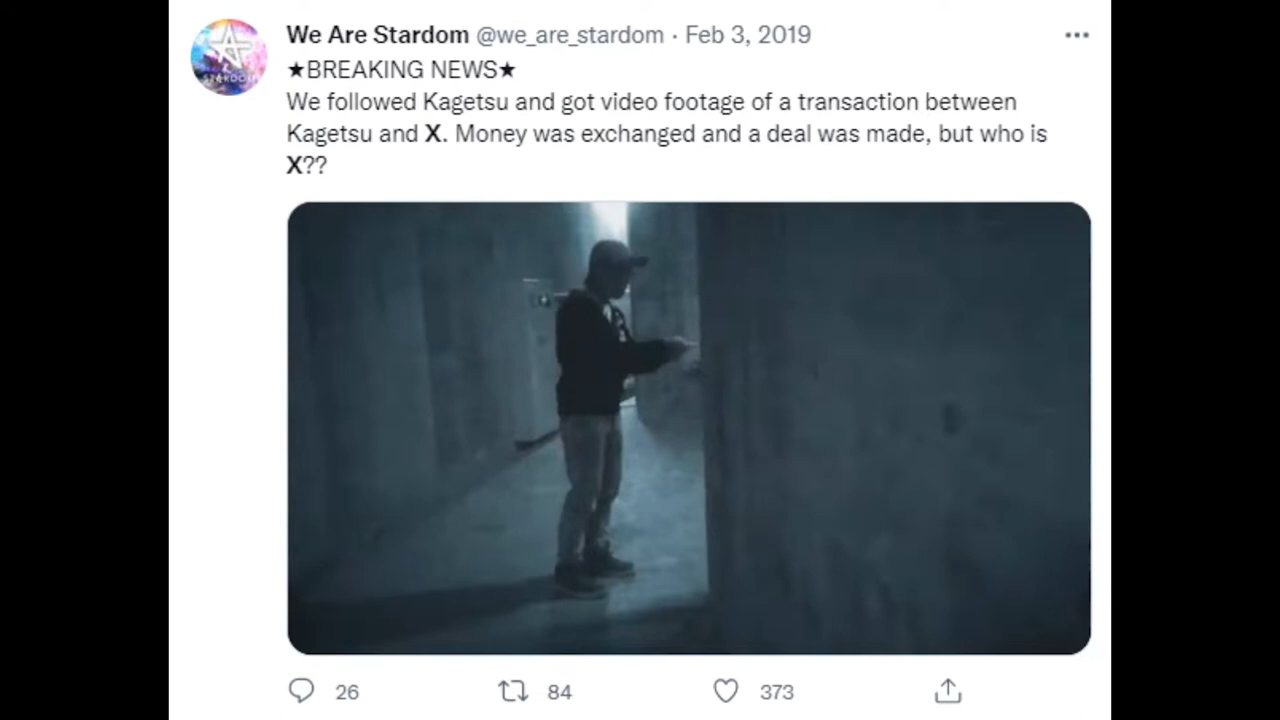 We Are Stardom @we_are_stardom · Feb 3, 2019
★BREAKING NEWS★
We followed Kagetsu and got video footage of a transaction between
Kagetsu and X. Money was exchanged and a deal was made, but who is
X??
STARDOM
26 84 373